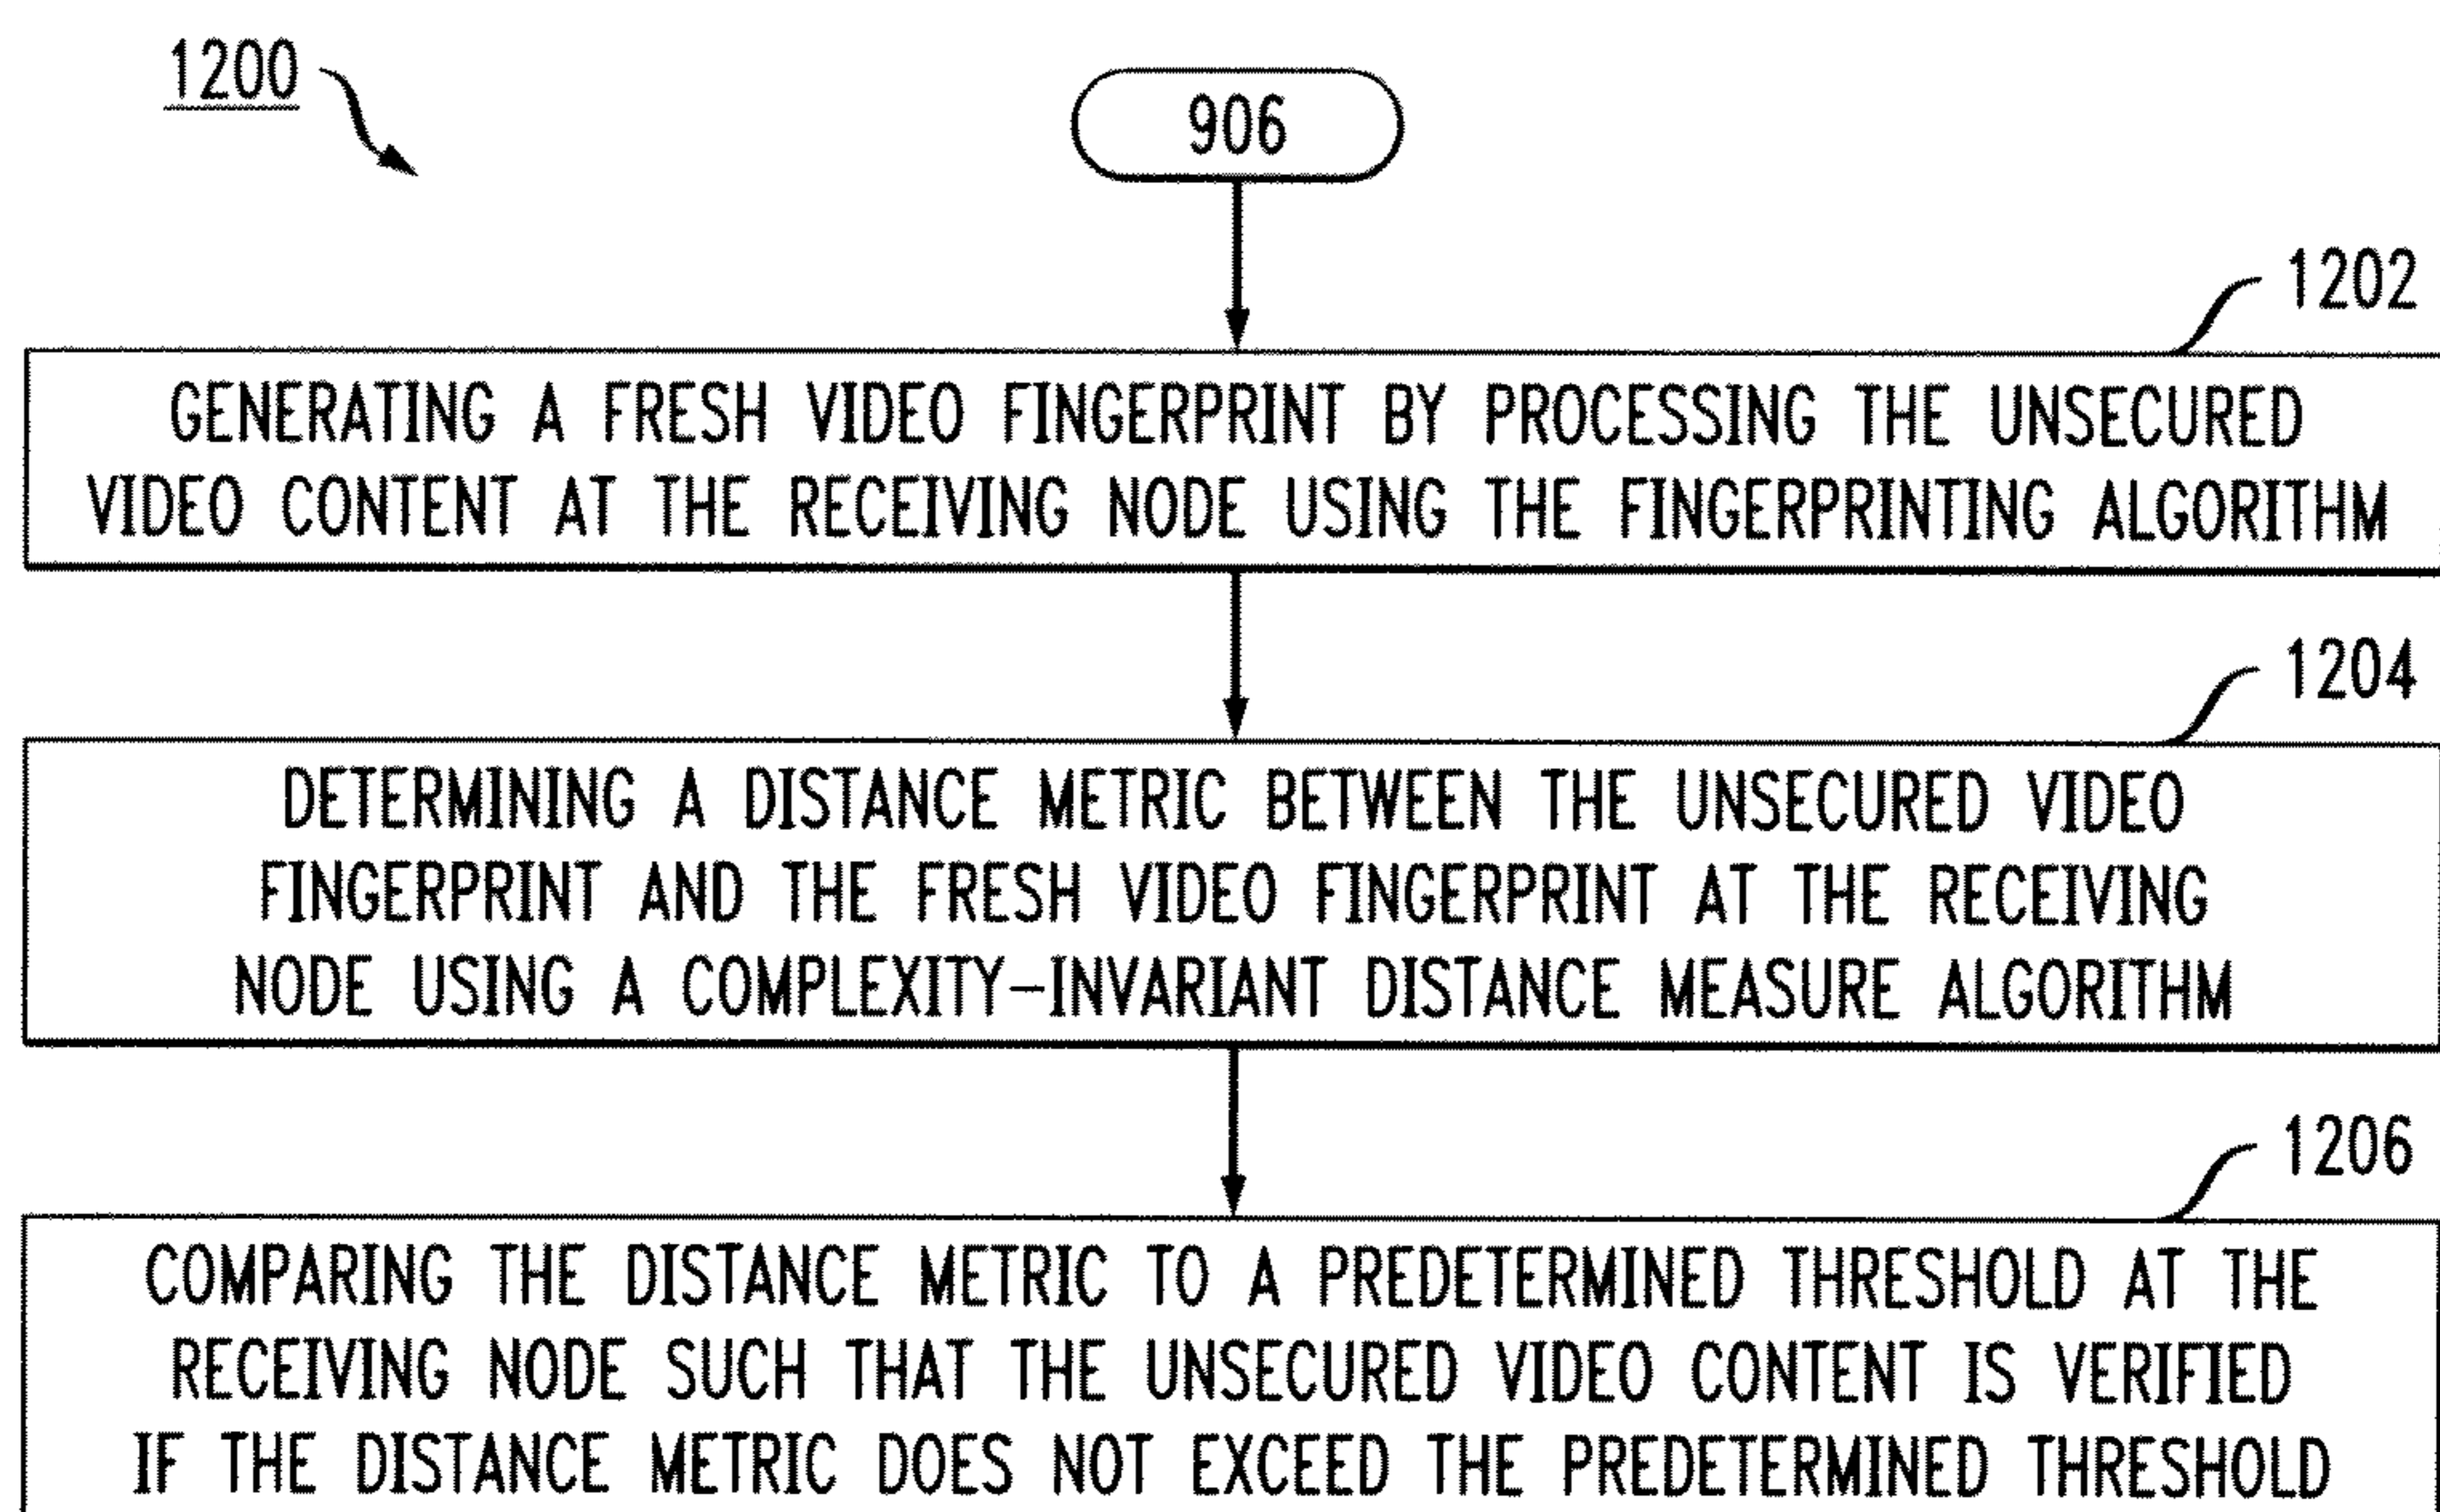 1200
906
1202
GENERATING A FRESH VIDEO FINGERPRINT BY PROCESSING THE UNSECURED
VIDEO CONTENT AT THE RECEIVING NODE USING THE FINGERPRINTING ALGORITHM
1204
DETERMINING A DISTANCE METRIC BETWEEN THE UNSECURED VIDEO
FINGERPRINT AND THE FRESH VIDEO FINGERPRINT AT THE RECEIVING
NODE USING A COMPLEXITY-INVARIANT DISTANCE MEASURE ALGORITHM
1206
COMPARING THE DISTANCE METRIC TO A PREDETERMINED THRESHOLD AT THE
RECEIVING NODE SUCH THAT THE UNSECURED VIDEO CONTENT IS VERIFIED
IF THE DISTANCE METRIC DOES NOT EXCEED THE PREDETERMINED THRESHOLD